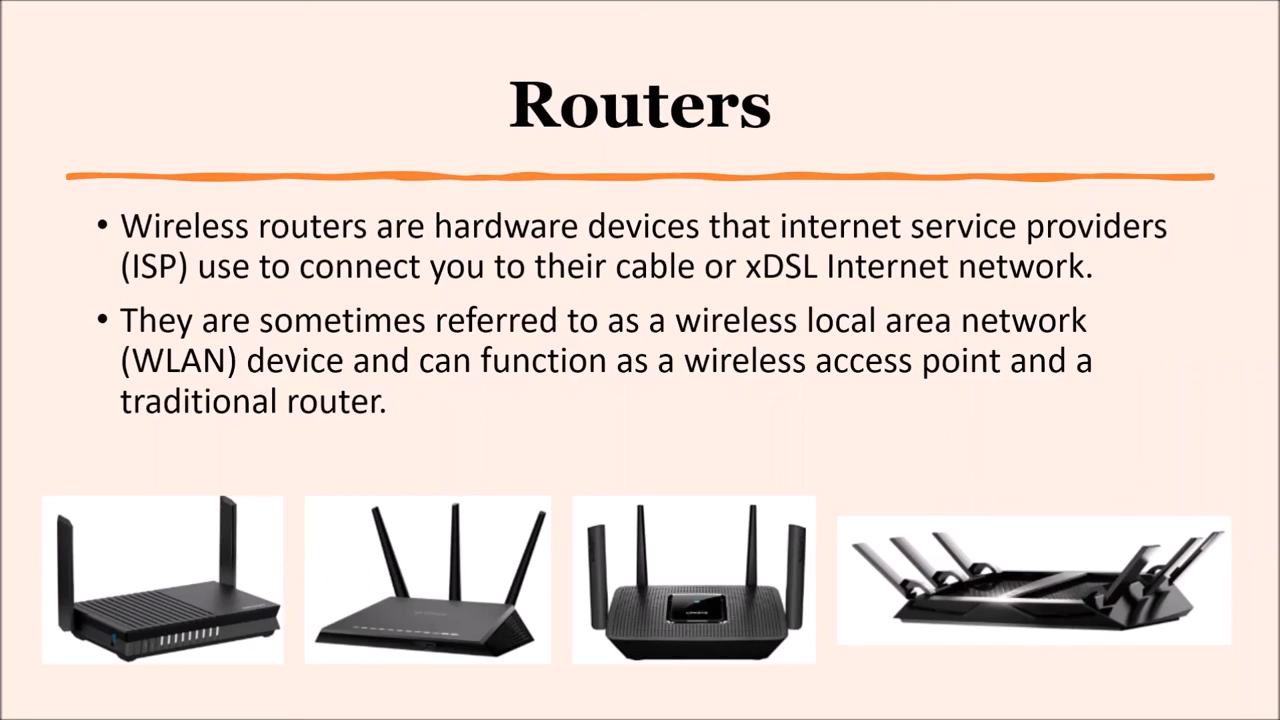 Routers
• Wireless routers are hardware devices that internet service providers
(ISP) use to connect you to their cable or xDSL Internet network.
• They are sometimes referred to as a wireless local area network
(WLAN) device and can function as a wireless access point and a
traditional router.